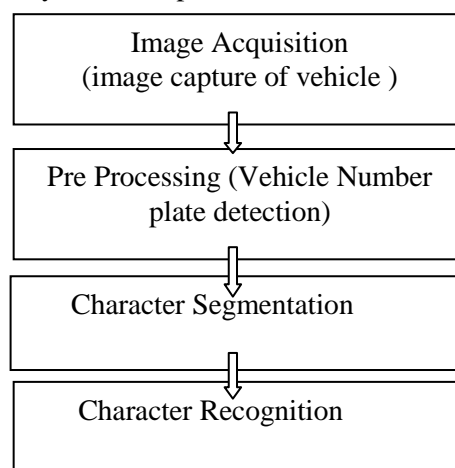 Image Acquisition
(image capture of vehicle )
Pre Processing (Vehicle Number
plate detection)
Character Segmentation
Character Recognition